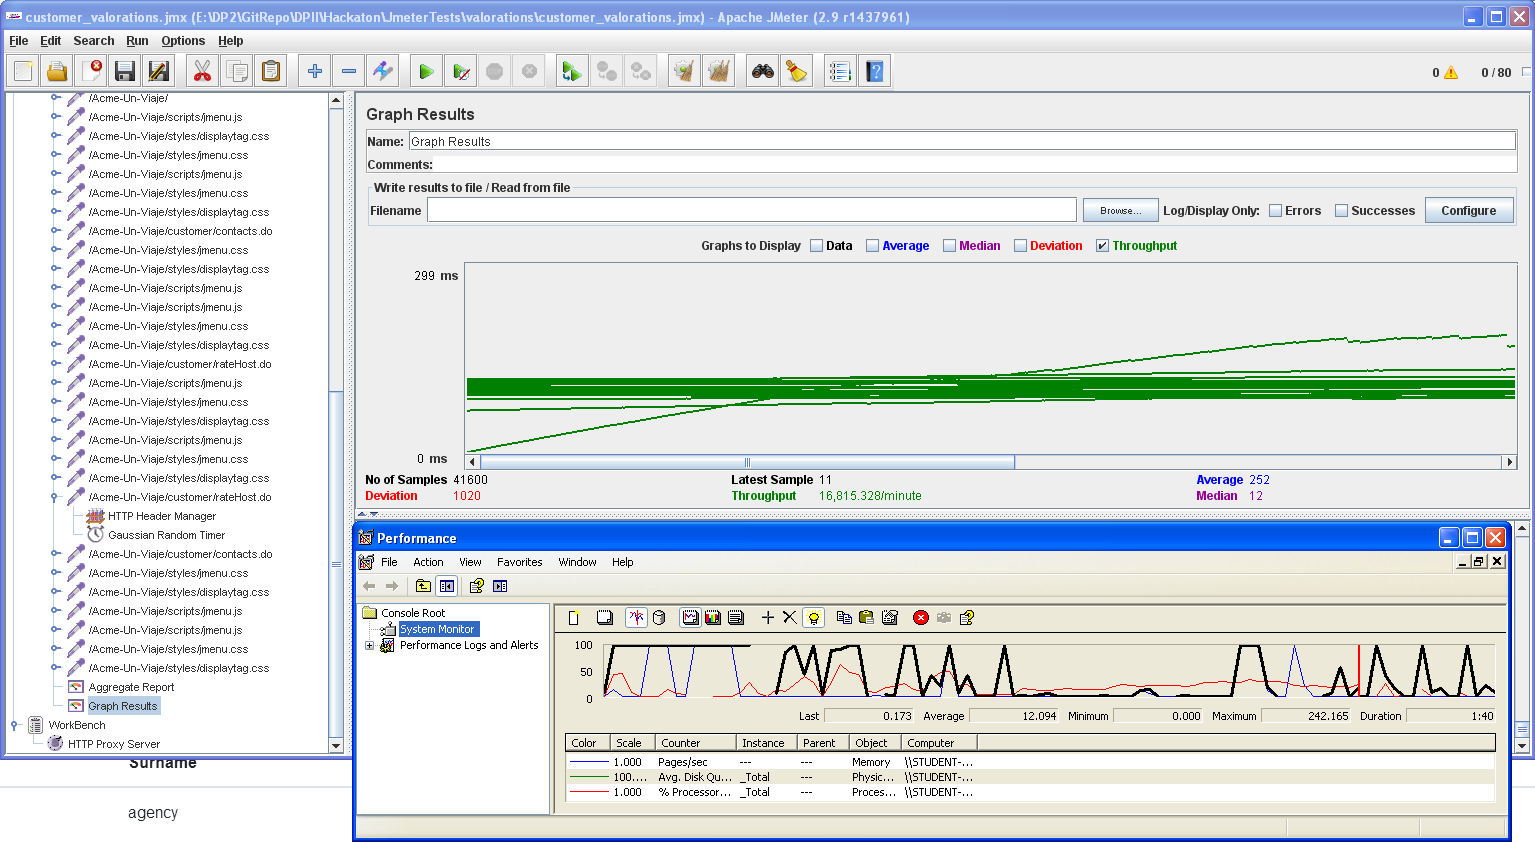 customer_valorations.jmx (E:\DP2\GitRepo\DPII\Hackaton\JmeterTests\valorations\customer_valorations.jmx) - Apache JMeter (2.9 r1437961)
File Edit Search Run Options Help
0 0 / 80
/Acme-Un-Viaje/
/Acme-Un-Viaje/scripts/jmenu.js
/Acme-Un-Viaje/styles/displaytag.css
/Acme-Un-Viaje/styles/jmenu.css
/Acme-Un-Viaje/scripts/jmenu.js
/Acme-Un-Viaje/styles/jmenu.css
/Acme-Un-Viaje/styles/displaytag.css
/Acme-Un-Viaje/customer/contacts.do
/Acme-Un-Viaje/styles/jmenu.css
/Acme-Un-Viaje/styles/displaytag.css
/Acme-Un-Viaje/scripts/jmenu.js
/Acme-Un-Viaje/scripts/jmenu.js
/Acme-Un-Viaje/styles/jmenu.css
/Acme-Un-Viaje/styles/displaytag.css
/Acme-Un-Viaje/customer/rateHost.do
/Acme-Un-Viaje/scripts/jmenu.js
/Acme-Un-Viaje/styles/jmenu.css
/Acme-Un-Viaje/styles/displaytag.css
/Acme-Un-Viaje/scripts/jmenu.js
/Acme-Un-Viaje/styles/jmenu.css
/Acme-Un-Viaje/styles/displaytag.css
/Acme-Un-Viaje/customer/rateHost.do
HTTP Header Manager
Gaussian Random Timer
/Acme-Un-Viaje/customer/contacts.do
/Acme-Un-Viaje/styles/jmenu.css
/Acme-Un-Viaje/styles/displaytag.css
/Acme-Un-Viaje/scripts/jmenu.js
/Acme-Un-Viaje/scripts/jmenu.js
/Acme-Un-Viaje/styles/jmenu.css
/Acme-Un-Viaje/styles/displaytag.css
Aggregate Report
Graph Results
WorkBench
HTTP Proxy Server
Surname
agency
Graph Results
Name: Graph Results
Comments:
Write results to file / Read from file
Filename Browse... Log/Display Only: Errors Successes Configure
Graphs to Display Data Average Median Deviation Throughput
299 ms
0 ms
No of Samples 41600 Latest Sample 11 Average 252
Deviation 1020 Throughput 16,815.328/minute Median 12
Performance
File Action View Favorites Window Help
Console Root
System Monitor
Performance Logs and Alerts
100
50
0
Last 0.173 Average 12.094 Minimum 0.000 Maximum 242.165 Duration 1:40
Color Scale Counter Instance Parent Object Computer
1.000 Pages/sec --- --- Memory \\STUDENT-...
100.... Avg. Disk Qu... _Total --- Physic... \\STUDENT-...
1.000 % Processor... _Total --- Proces... \\STUDENT-...